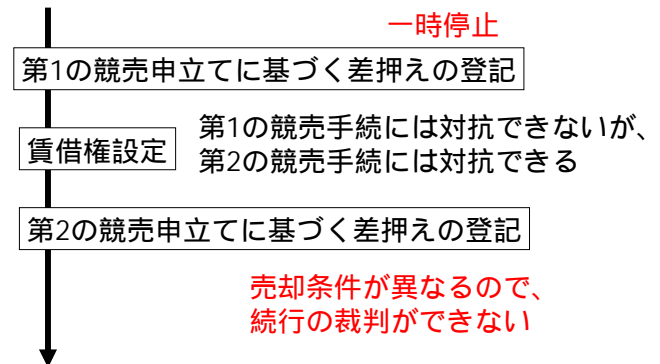 一時停止
第1の競売申立てに基づく差押えの登記
賃借権設定
第1の競売手続には対抗できないが、
第2の競売手続には対抗できる
第2の競売申立てに基づく差押えの登記
売却条件が異なるので、
続行の裁判ができない